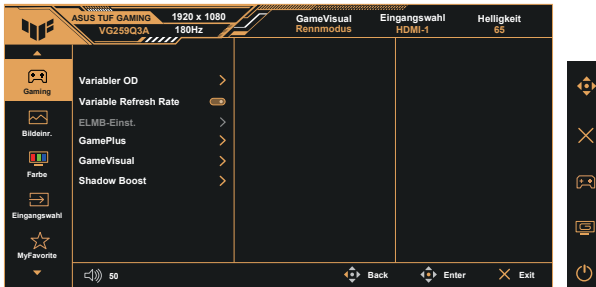 ASUS TUF GAMING 1920 x 1080
VG259Q3A 180Hz
GameVisual
Rennmodus
Eingangswahl
HDMI-1
Helligkeit
65
Gaming
Bildeinr.
Farbe
Eingangswahl
MyFavorite
Variabler OD
Variable Refresh Rate
ELMB-Einst.
GamePlus
GameVisual
Shadow Boost
50
Back
Enter
Exit